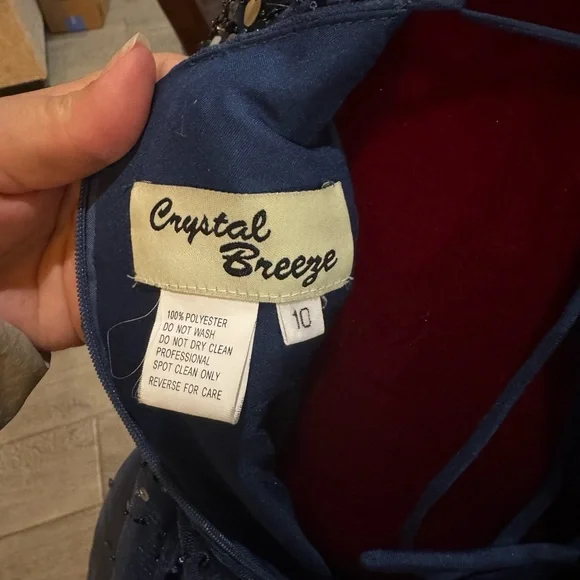 Crystal
Breeze
10
100% POLYESTER
DO NOT WASH
DO NOT DRY CLEAN
PROFESSIONAL
SPOT CLEAN ONLY
REVERSE FOR CARE